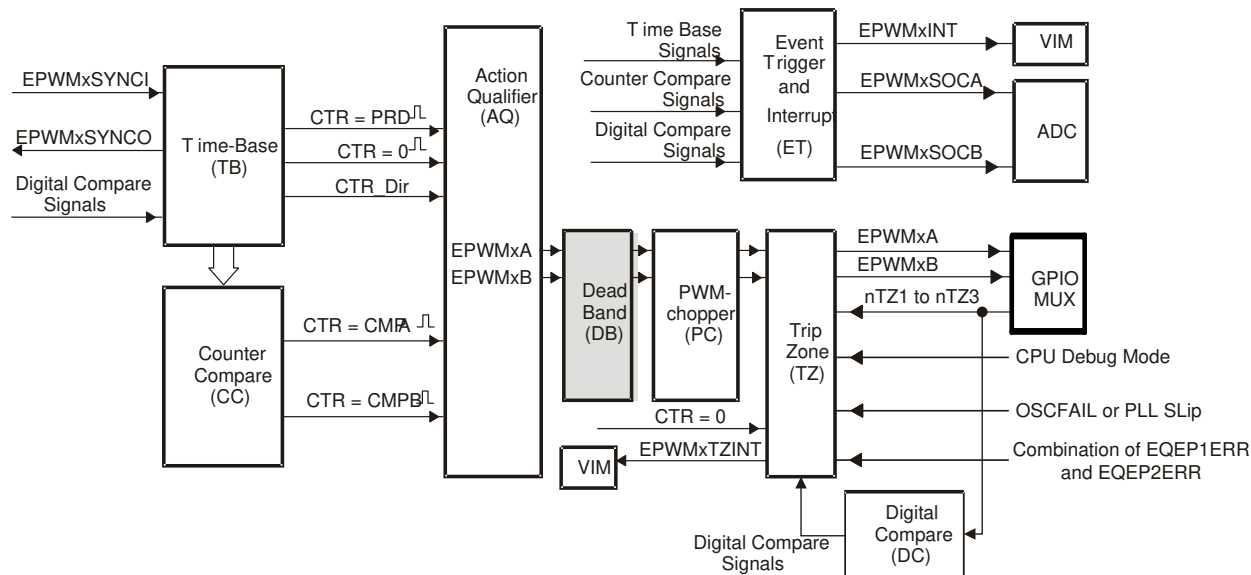 EPWMxSYNCI
EPWMxSYNCO
Digital Compare
Signals
T ime-Base
(TB)
CTR = PRD
CTR = 0
CTR_Dir
Counter
Compare
(CC)
CTR = CMPA
CTR = CMPB
Action
Qualifier
(AQ)
EPWMxA
EPWMxB
T ime Base
Signals
Counter Compare
Signals
Digital Compare
Signals
Event
T rigger
and
Interrupt
(ET)
EPWMxINT
EPWMxSOCA
EPWMxSOCB
VIM
ADC
Dead
Band
(DB)
PWM-
chopper
(PC)
Trip
Zone
(TZ)
EPWMxA
EPWMxB
nTZ1 to nTZ3
GPIO
MUX
CPU Debug Mode
OSCFAIL or PLL SLip
Combination of EQEP1ERR
and EQEP2ERR
CTR = 0
EPWMxTZINT
VIM
Digital Compare
Signals
Digital
Compare
(DC)